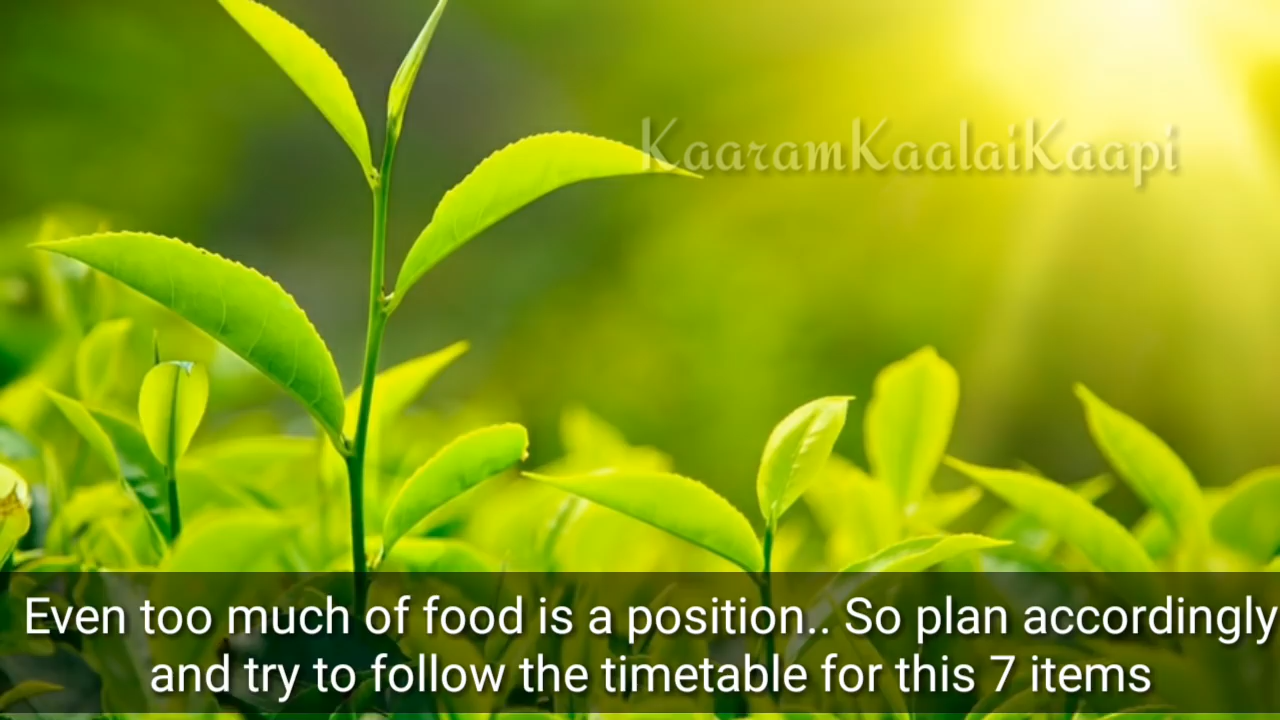 KaaramKaalaiKaapi
Even too much of food is a position.. So plan accordingly
and try to follow the timetable for this 7 items